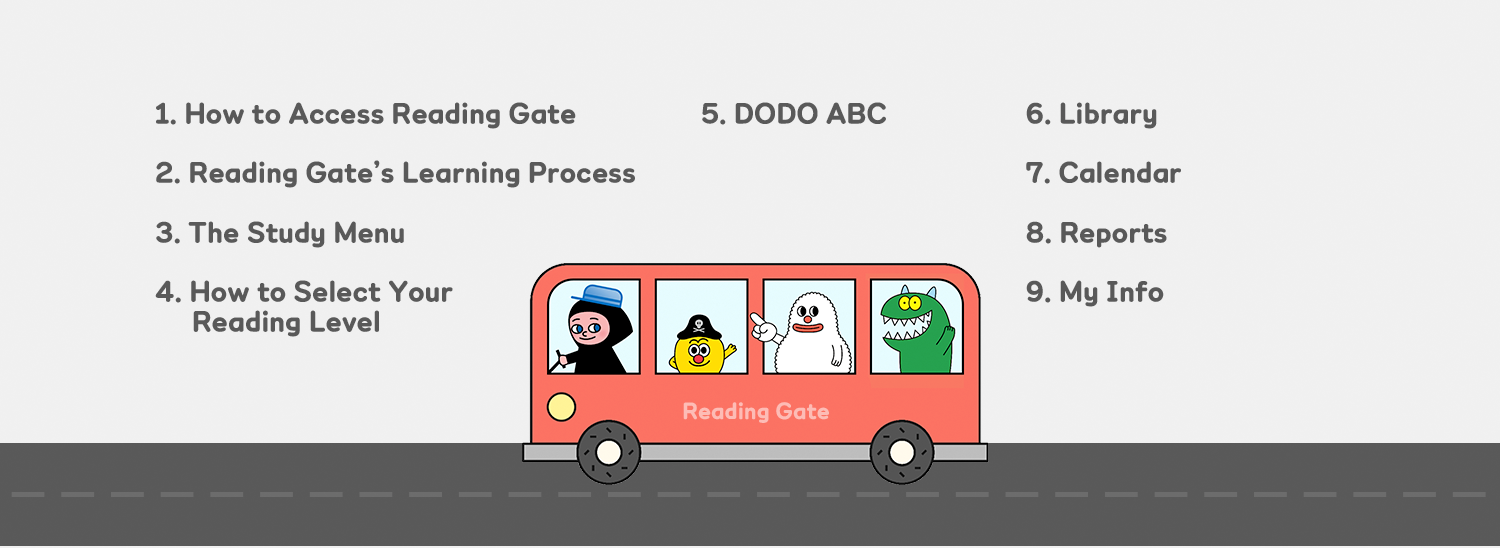 1. How to Access Reading Gate
2. Reading Gate’s Learning Process
3. The Study Menu
4. How to Select Your
Reading Level
5. DODO ABC
6. Library
7. Calendar
8. Reports
9. My Info
Reading Gate